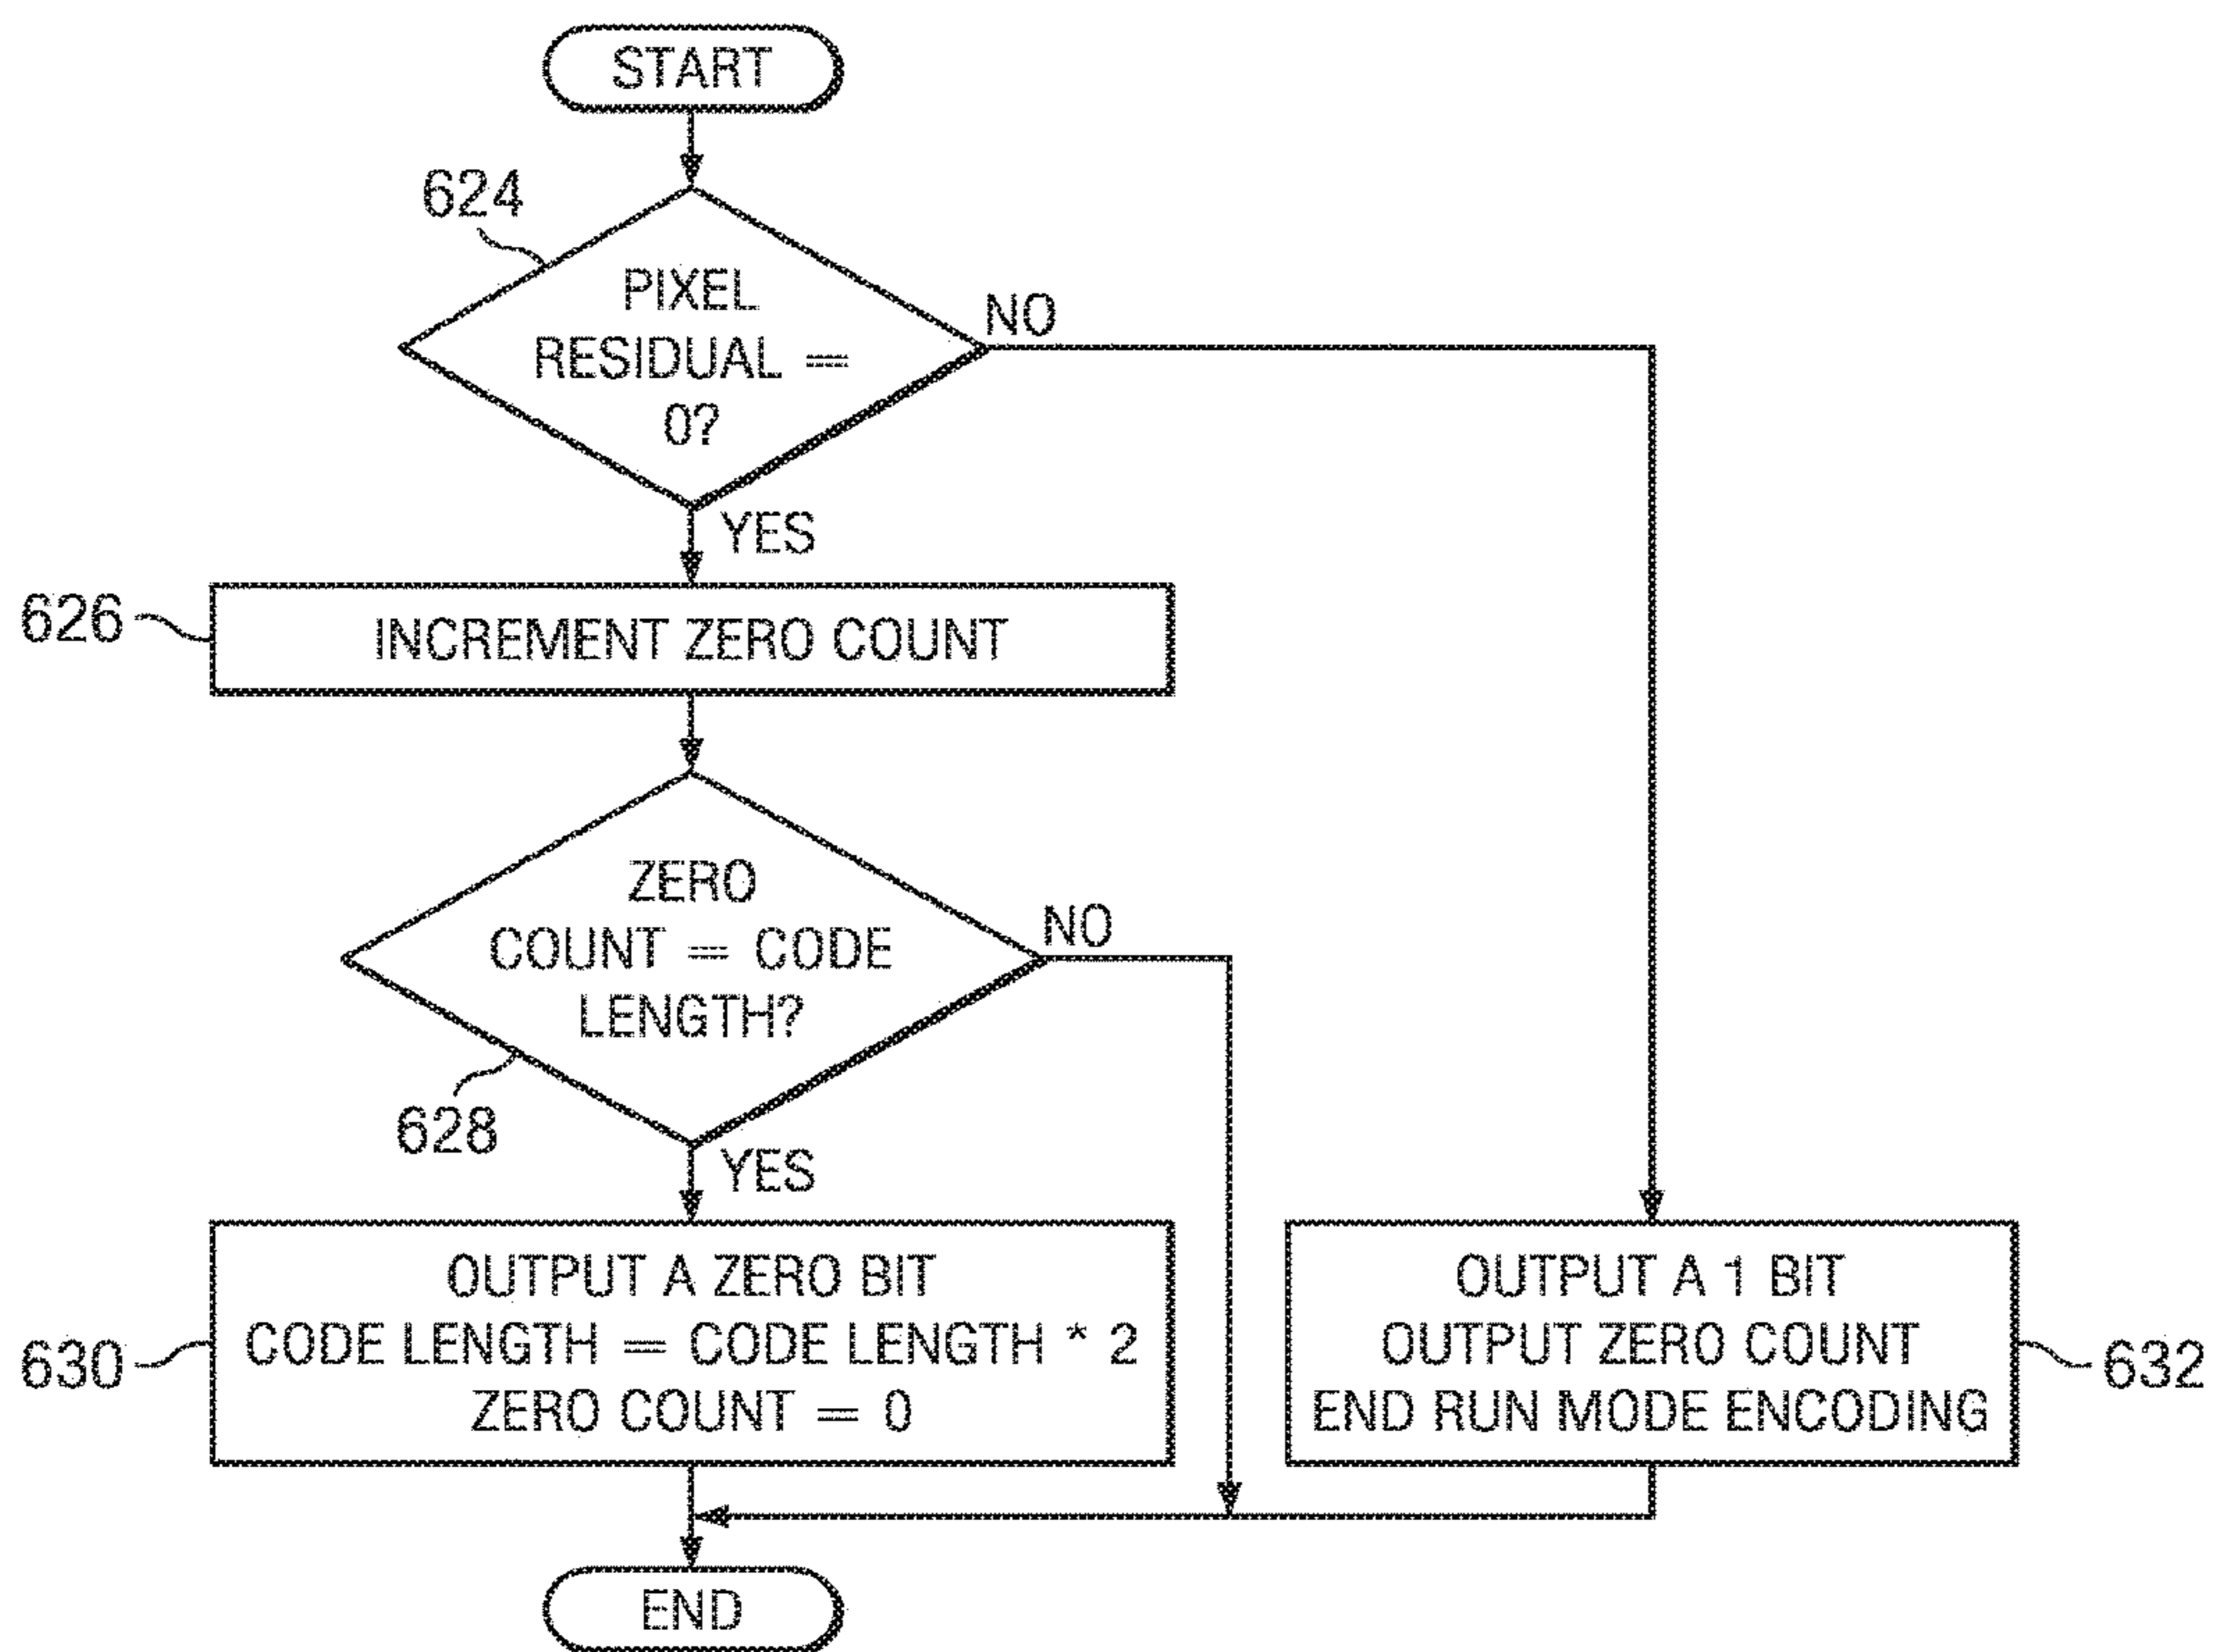 START
624
PIXEL
RESIDUAL ==
0?
NO
YES
626
INCREMENT ZERO COUNT
ZERO
COUNT == CODE
LENGTH?
NO
628
YES
630
OUTPUT A ZERO BIT
CODE LENGTH = CODE LENGTH * 2
ZERO COUNT = 0
OUTPUT A 1 BIT
OUTPUT ZERO COUNT
END RUN MODE ENCODING
632
END